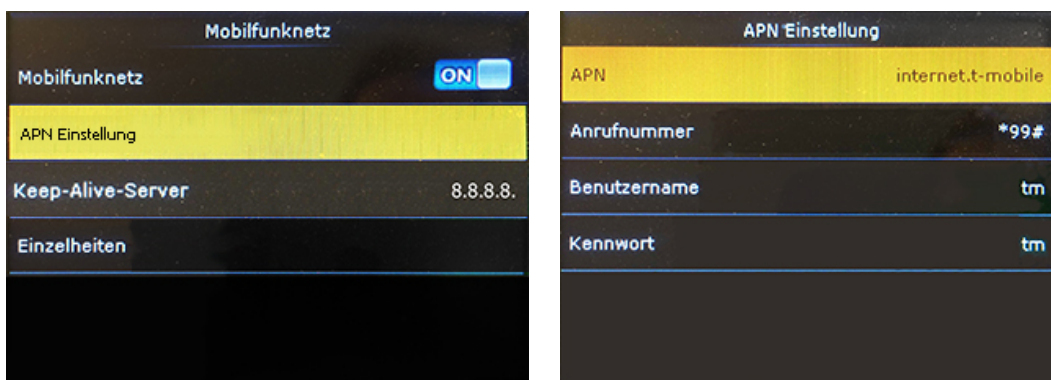 Mobilfunknetz
Mobilfunknetz ON
APN Einstellung
Keep-Alive-Server 8.8.8.8.
Einzelheiten
APN Einstellung
APN internet.t-mobile
Anrufnummer *99#
Benutzername tm
Kennwort tm